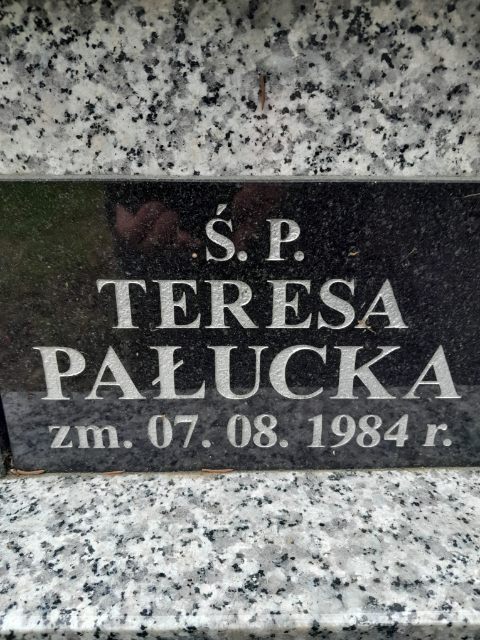 Ś. P.
TERESA
PAŁUCKA
zm. 07. 08. 1984 r.